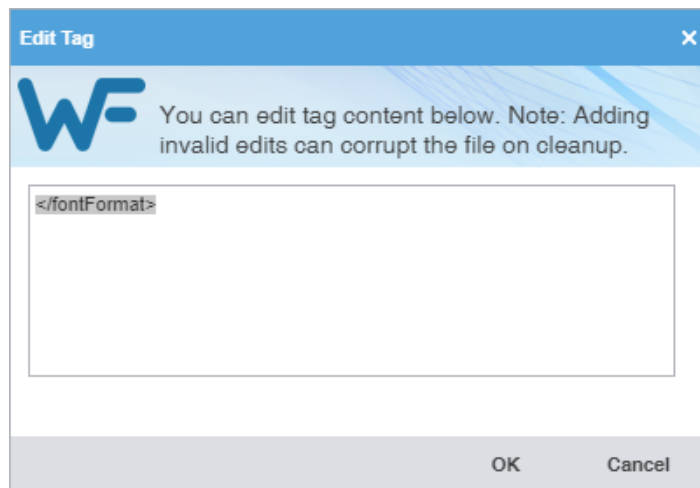 Edit Tag
WF
You can edit tag content below. Note: Adding
invalid edits can corrupt the file on cleanup.
</fontFormat>
OK
Cancel